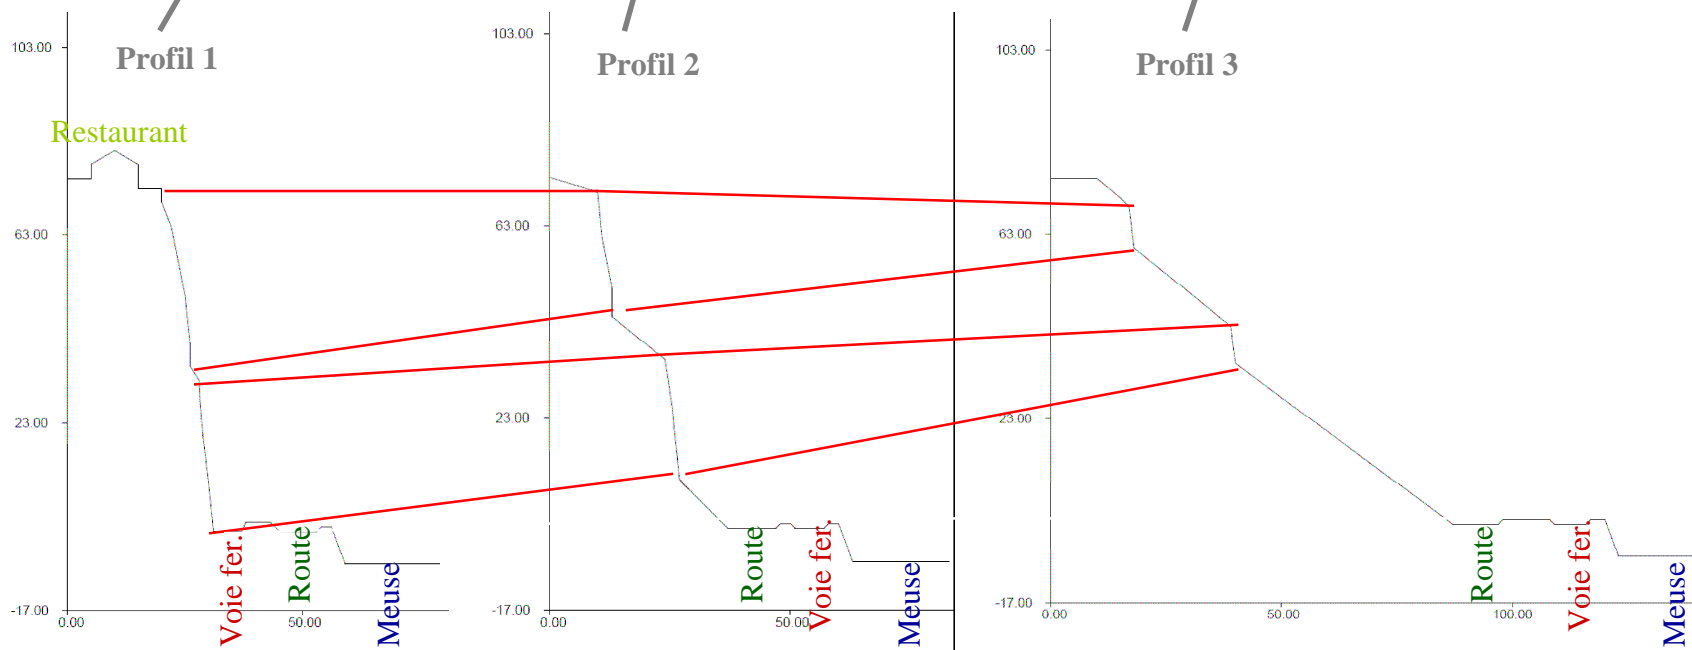 Profil 1
Profil 2
Profil 3
103.00
103.00
103.00
Restaurant
63.00
63.00
63.00
23.00
23.00
23.00
-17.00
-17.00
-17.00
0.00
50.00
0.00
50.00
0.00
50.00
100.00
Voie fer.
Route
Meuse
Route
Voie fer.
Meuse
Route
Voie fer.
Meuse